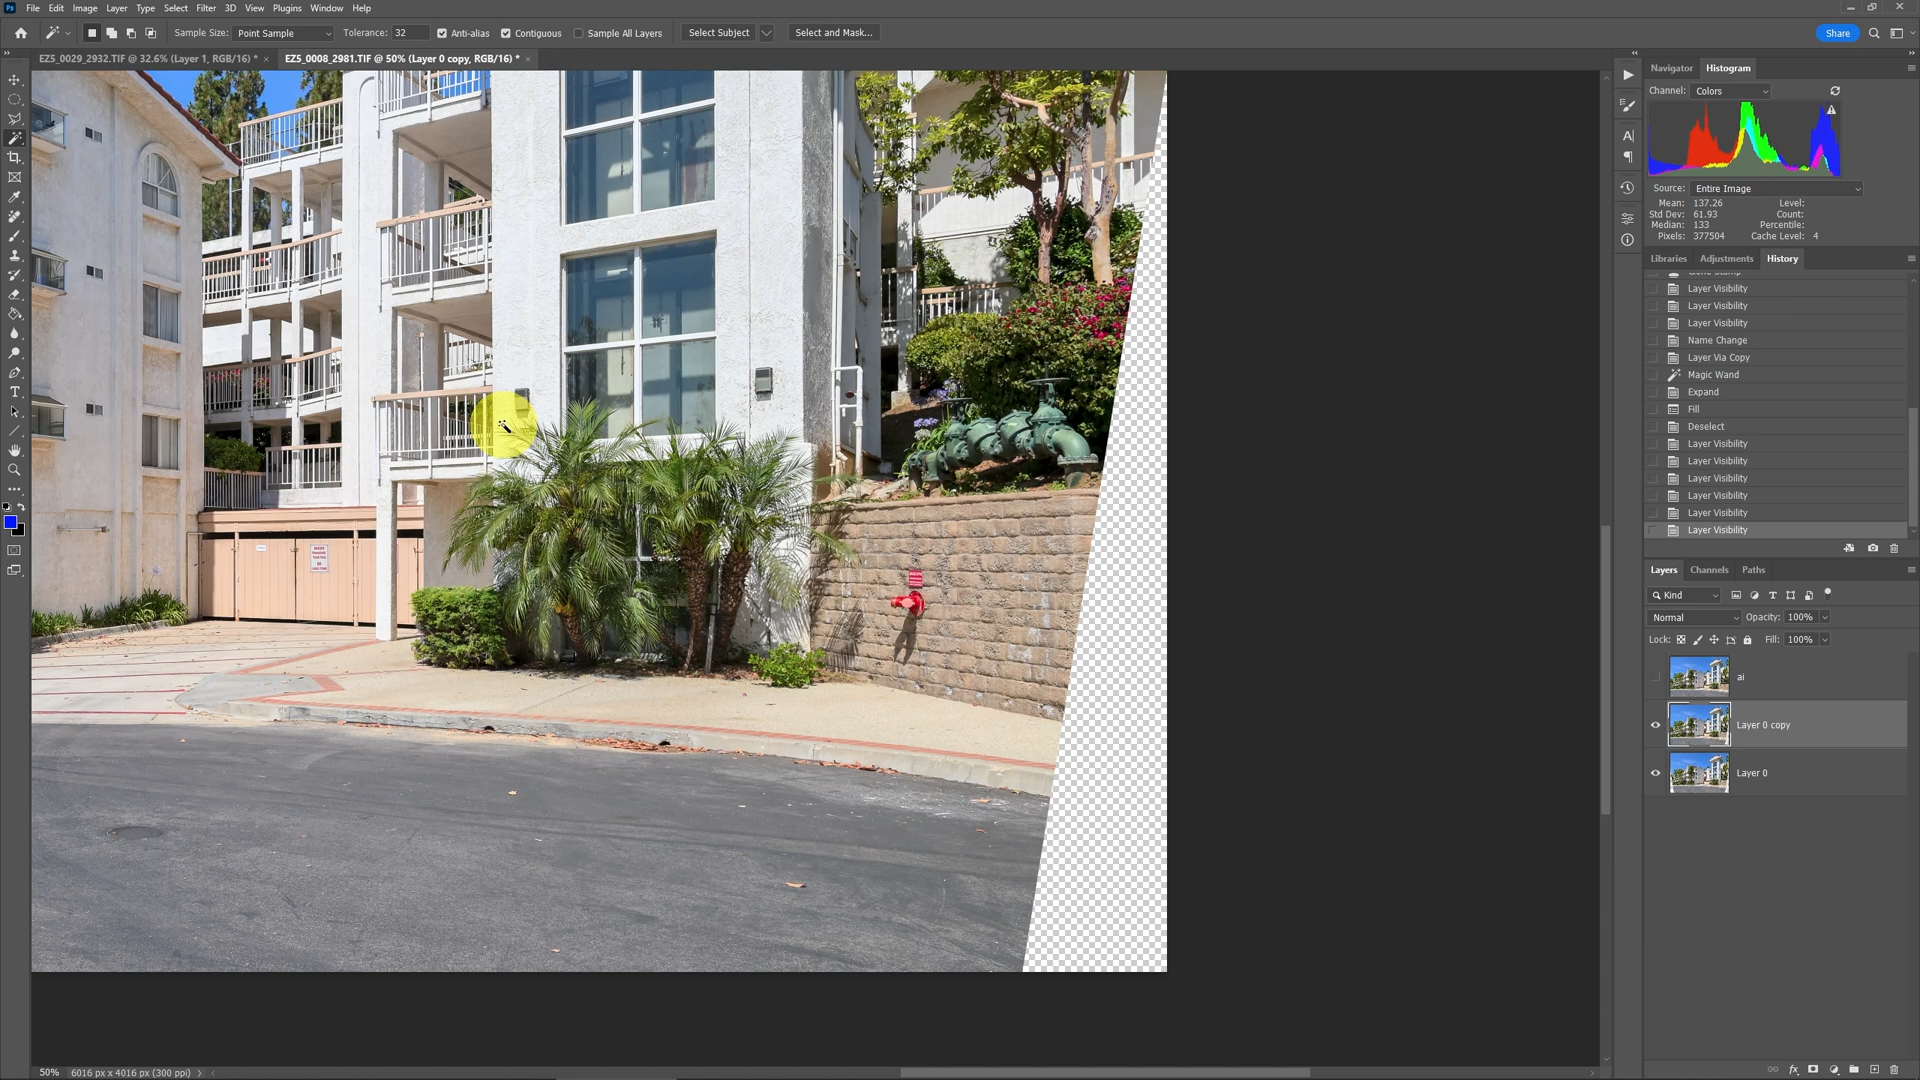 Ps File Edit Image Layer Type Select Filter 3D View Plugins Window Help
Sample Size: Point Sample Tolerance: 32 Anti-alias Contiguous Sample All Layers Select Subject Select and Mask... Share
EZ5_0029_2932.TIF @ 32.6% (Layer 1, RGB/16) * × EZ5_0008_2981.TIF @ 50% (Layer 0 copy, RGB/16) * ×
Navigator Histogram
Channel: Colors
Source: Entire Image
Mean: 137.26 Level:
Std Dev: 61.93 Count:
Median: 133 Percentile:
Pixels: 377504 Cache Level: 4
Libraries Adjustments History
Layer Visibility
Layer Visibility
Layer Visibility
Name Change
Layer Via Copy
Magic Wand
Expand
Fill
Deselect
Layer Visibility
Layer Visibility
Layer Visibility
Layer Visibility
Layer Visibility
Layer Visibility
Layers Channels Paths
Kind
Normal Opacity: 100%
Lock: Fill: 100%
ai
Layer 0 copy
Layer 0
50% 6016 px x 4016 px (300 ppi)